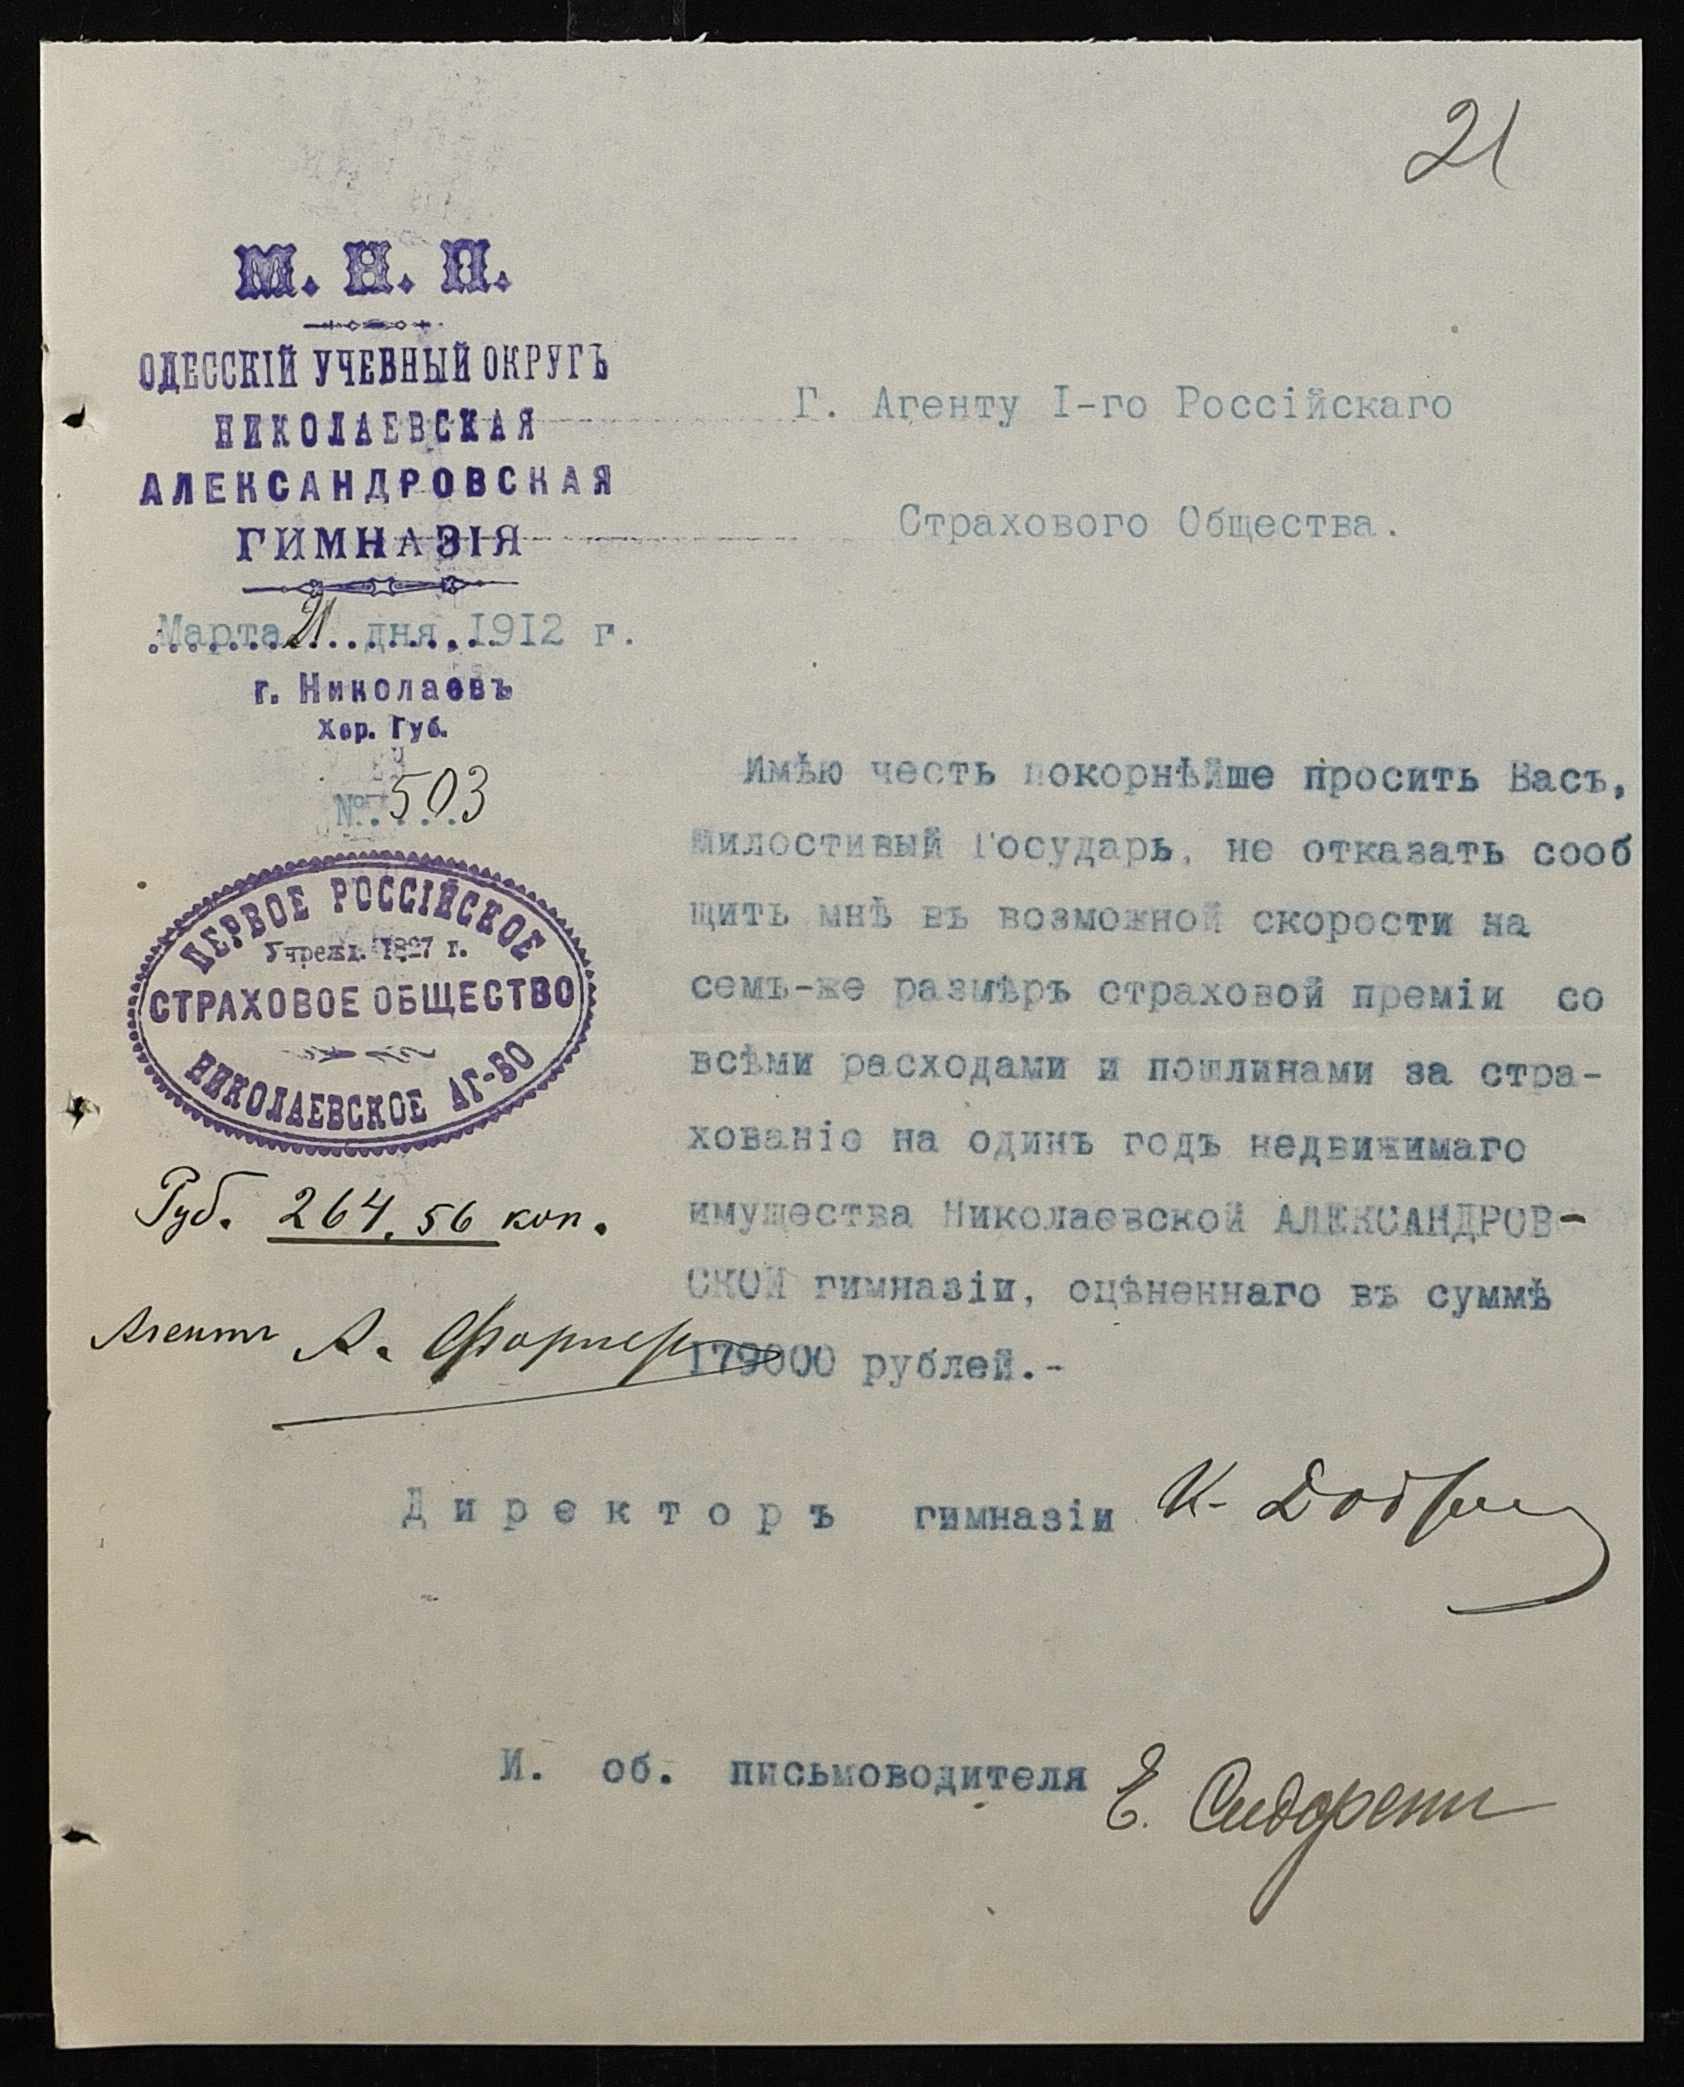 21
М. Н. П.
ОДЕССКІЙ УЧЕБНЫЙ ОКРУГЪ
НИКОЛАЕВСКАЯ
АЛЕКСАНДРОВСКАЯ
ГИМНАЗІЯ
Марта 21 дня 1912 г.
г. Николаевъ
Хер. Губ.
№ 503
Г. Агенту I-го Россійскаго
Страхового Общества.
Имѣю честь покорнѣйше просить Васъ,
милостивый Государь, не отказать сооб
щить мнѣ въ возможной скорости на
семъ-же размѣръ страховой преміи со
всѣми расходами и пошлинами за стра-
хованіе на одинъ годъ недвижимаго
имущества Николаевской АЛЕКСАНДРОВ-
СКОЙ гимназіи, оцѣненнаго въ суммѣ
179000 рублей.-
ПЕРВОЕ РОССІЙСКОЕ
Учрежд. 1827 г.
СТРАХОВОЕ ОБЩЕСТВО
НИКОЛАЕВСКОЕ АГ-ВО
Руб. 264. 56 коп.
Агентъ А.
Директоръ гимназіи К.
И. об. письмоводителя Е.